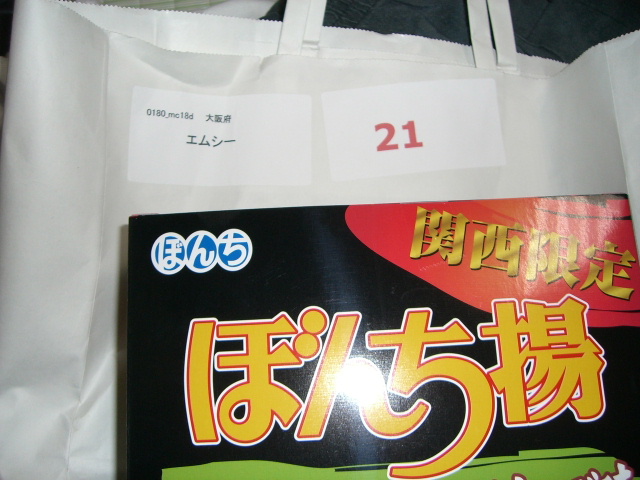 0180_mc18d 大阪府
エムシー
21
関西限定
ぼんち
ぼんち揚